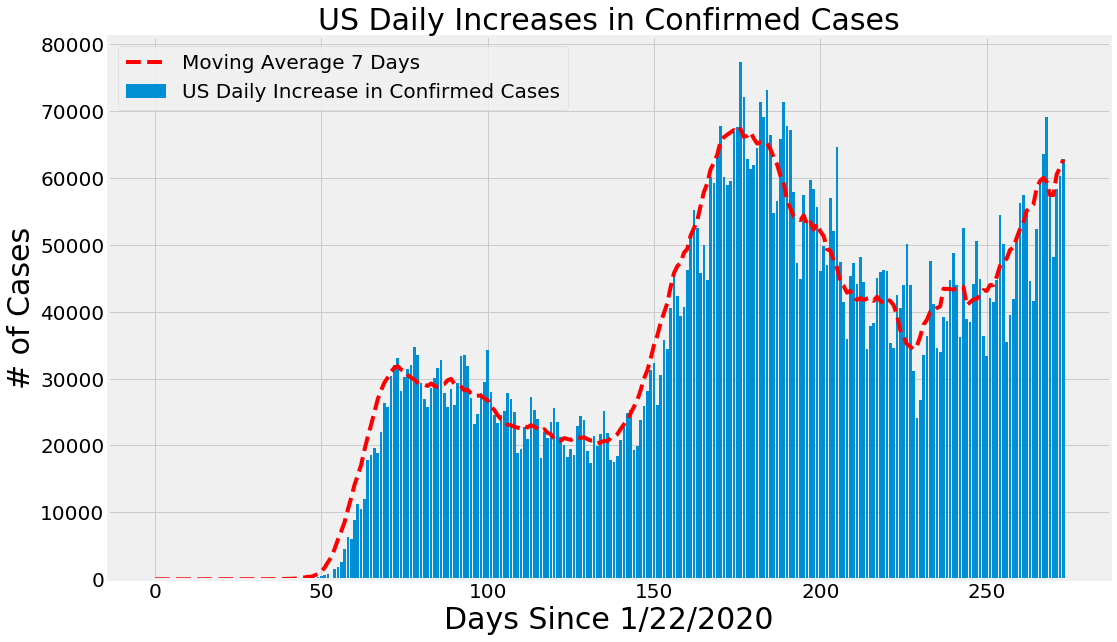 US Daily Increases in Confirmed Cases
80000
70000
60000
50000
40000
30000
20000
10000
0
# of Cases
Moving Average 7 Days
US Daily Increase in Confirmed Cases
0 50 100 150 200 250
Days Since 1/22/2020